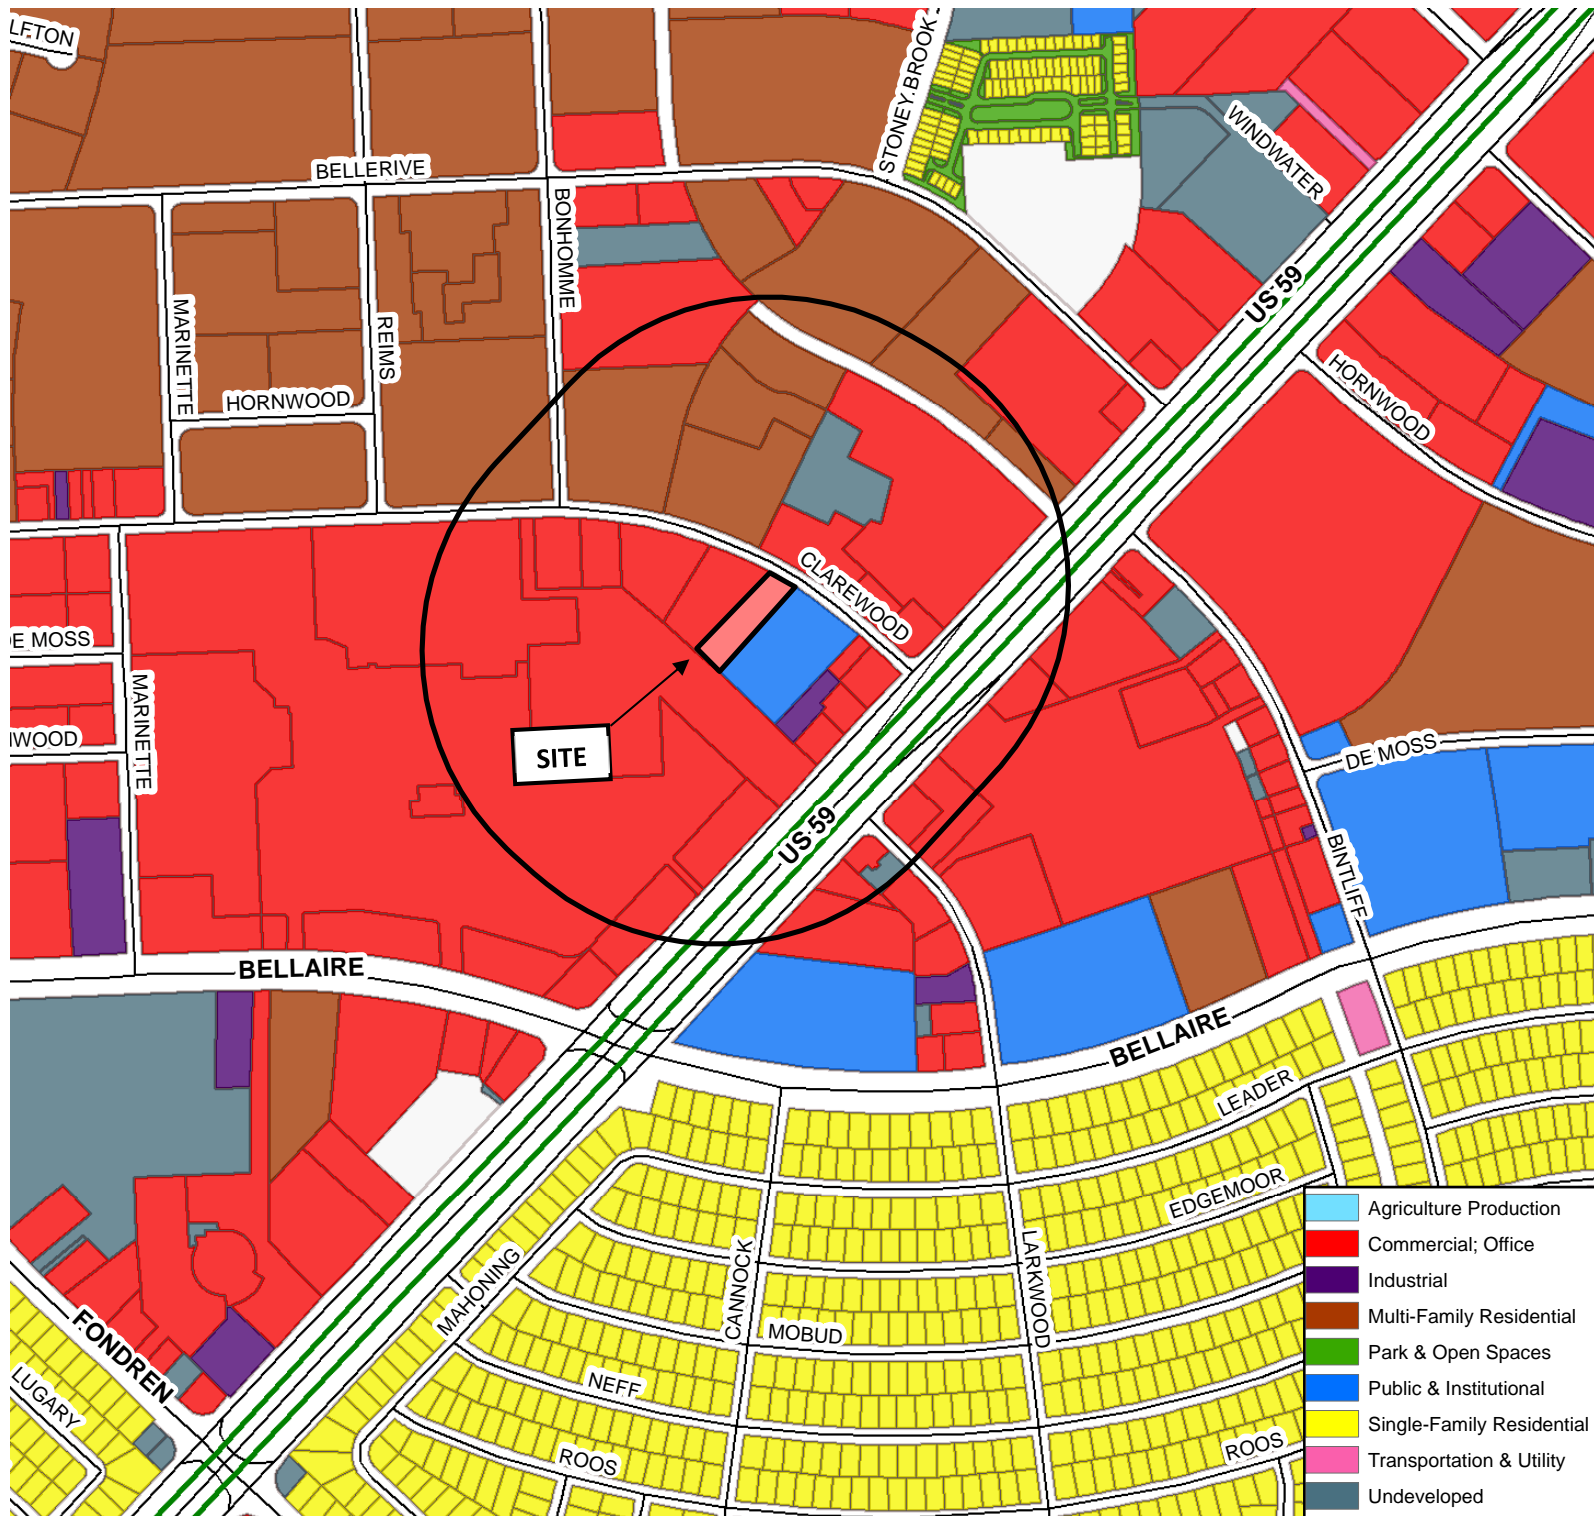 LFTON
STONEY BROOK
WINDWATER
BELLERIVE
BONHOMME
US 59
MARINETTE
REIMS
HORNWOOD
HORNWOOD
CLAREWOOD
DE MOSS
MARINETTE
IWOOD
SITE
DE MOSS
US 59
BINTLIFF
BELLAIRE
BELLAIRE
LEADER
EDGEMOOR
MAHONING
CANNOCK
LARKWOOD
MOBUD
FONDREN
LUGARY
NEFF
ROOS
ROOS
Agriculture Production
Commercial; Office
Industrial
Multi-Family Residential
Park & Open Spaces
Public & Institutional
Single-Family Residential
Transportation & Utility
Undeveloped